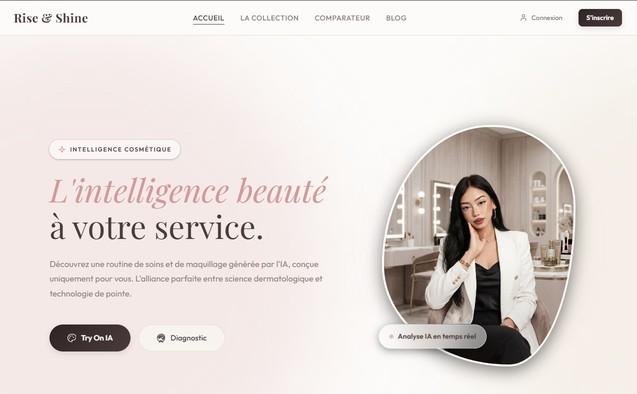 Rise & Shine
ACCUEIL
LA COLLECTION
COMPARATEUR
BLOG
Connexion
S'inscrire
INTELLIGENCE COSMÉTIQUE
L'intelligence beauté
à votre service.
Découvrez une routine de soins et de maquillage générée par l'IA, conçue
uniquement pour vous. L'alliance parfaite entre science dermatologique et
technologie de pointe.
Try On IA
Diagnostic
Analyse IA en temps réel